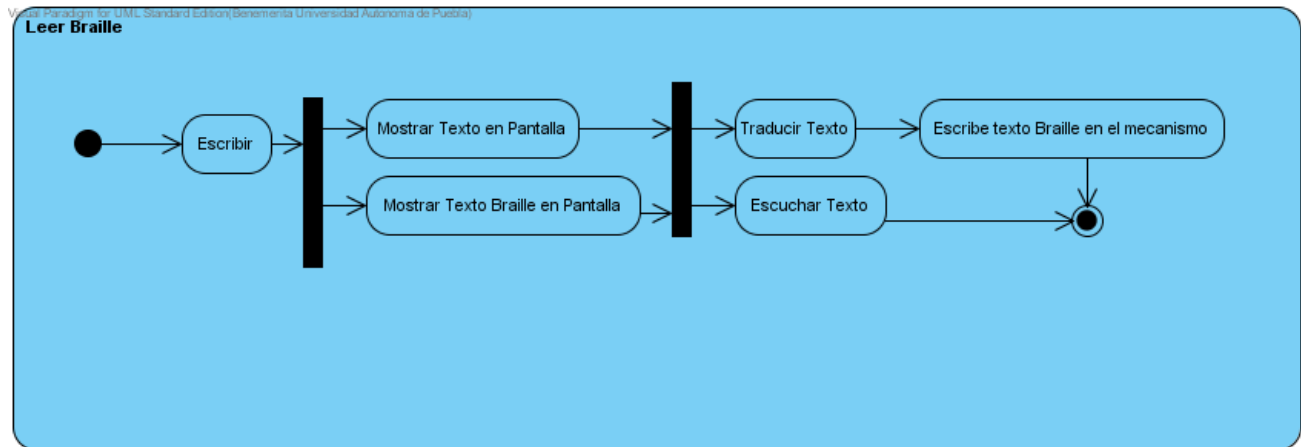 Visual Paradigm for UML Standard Edition(Benemerita Universidad Autonoma de Puebla)
Leer Braille
Escribir
Mostrar Texto en Pantalla
Mostrar Texto Braille en Pantalla
Traducir Texto
Escribe texto Braille en el mecanismo
Escuchar Texto